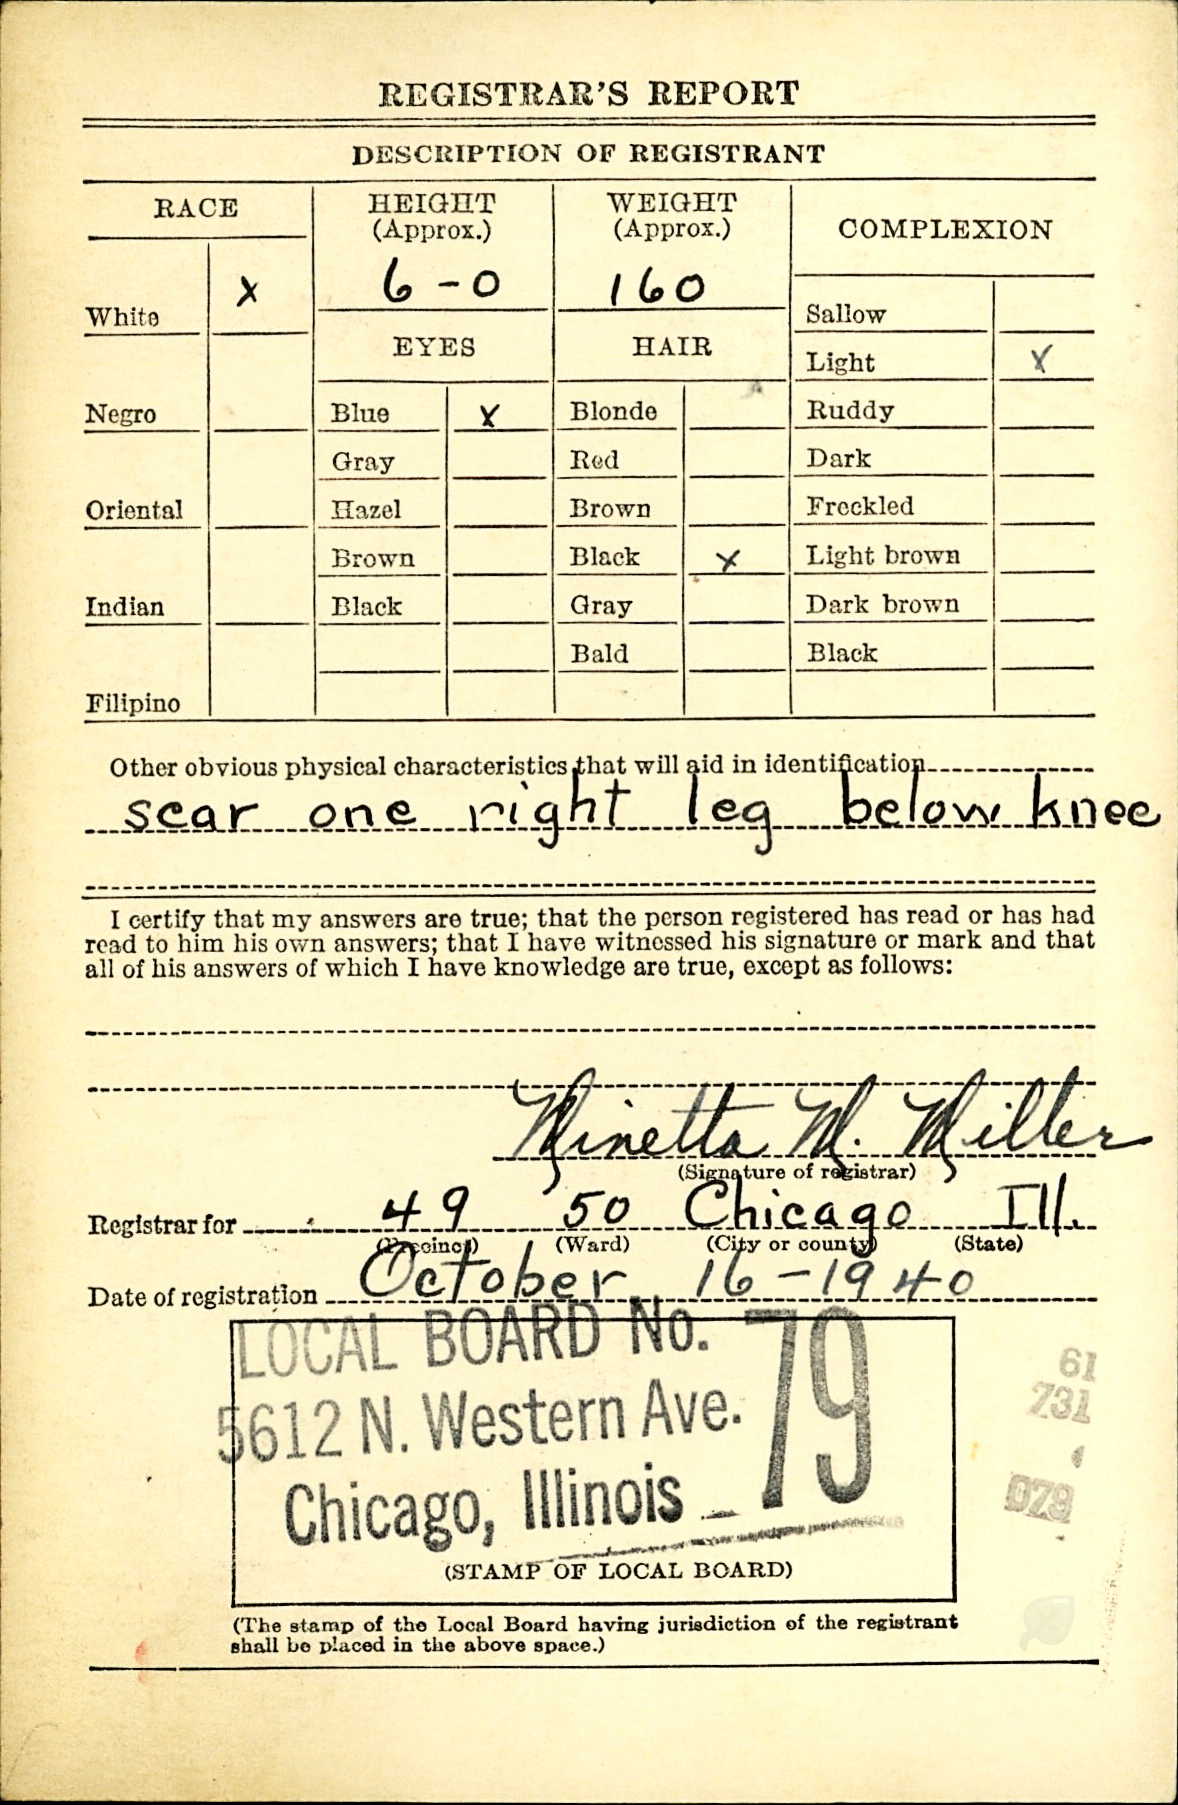 REGISTRAR'S REPORT
DESCRIPTION OF REGISTRANT
RACE HEIGHT (Approx.) WEIGHT (Approx.) COMPLEXION
White X 6-0 160 Sallow
EYES HAIR Light X
Negro Blue X Blonde Ruddy
Gray Red Dark
Oriental Hazel Brown Freckled
Brown Black X Light brown
Indian Black Gray Dark brown
Bald Black
Filipino
Other obvious physical characteristics that will aid in identification
scar one right leg below knee
I certify that my answers are true; that the person registered has read or has had
read to him his own answers; that I have witnessed his signature or mark and that
all of his answers of which I have knowledge are true, except as follows:
Minetta M. Miller
(Signature of registrar)
Registrar for 49 50 Chicago Ill.
(Precinct) (Ward) (City or county) (State)
Date of registration October 16-1940
LOCAL BOARD No. 79
5612 N. Western Ave.
Chicago, Illinois
61
731
079
(STAMP OF LOCAL BOARD)
(The stamp of the Local Board having jurisdiction of the registrant
shall be placed in the above space.)